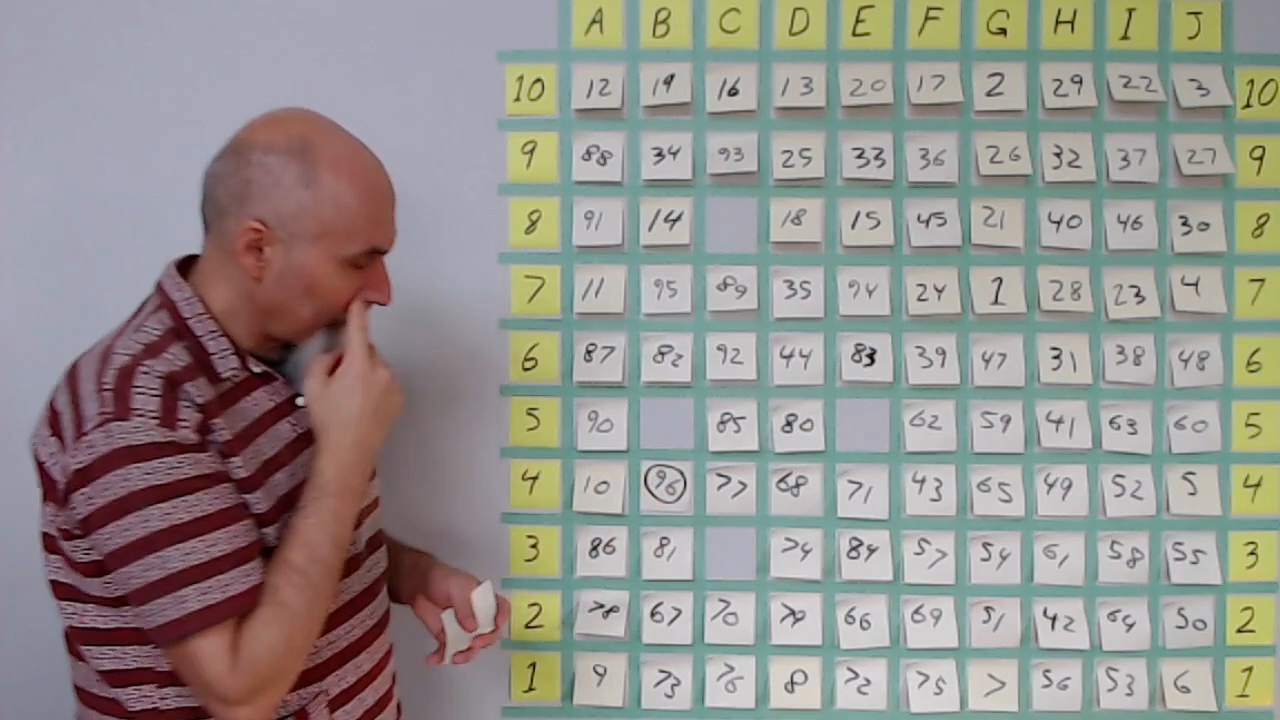 A B C D E F G H I J
10 12 19 16 13 20 17 2 29 22 3 10
9 88 34 93 25 33 36 26 32 37 27 9
8 91 14 18 15 45 21 40 46 30 8
7 11 95 89 35 94 24 1 28 23 4 7
6 87 82 92 44 83 39 47 31 38 48 6
5 90 85 80 62 59 41 63 60 5
4 10 96 77 68 71 43 65 49 52 5 4
3 86 81 74 84 57 54 61 58 55 3
2 78 67 70 79 66 69 51 42 64 50 2
1 9 73 76 8 72 75 7 56 53 6 1